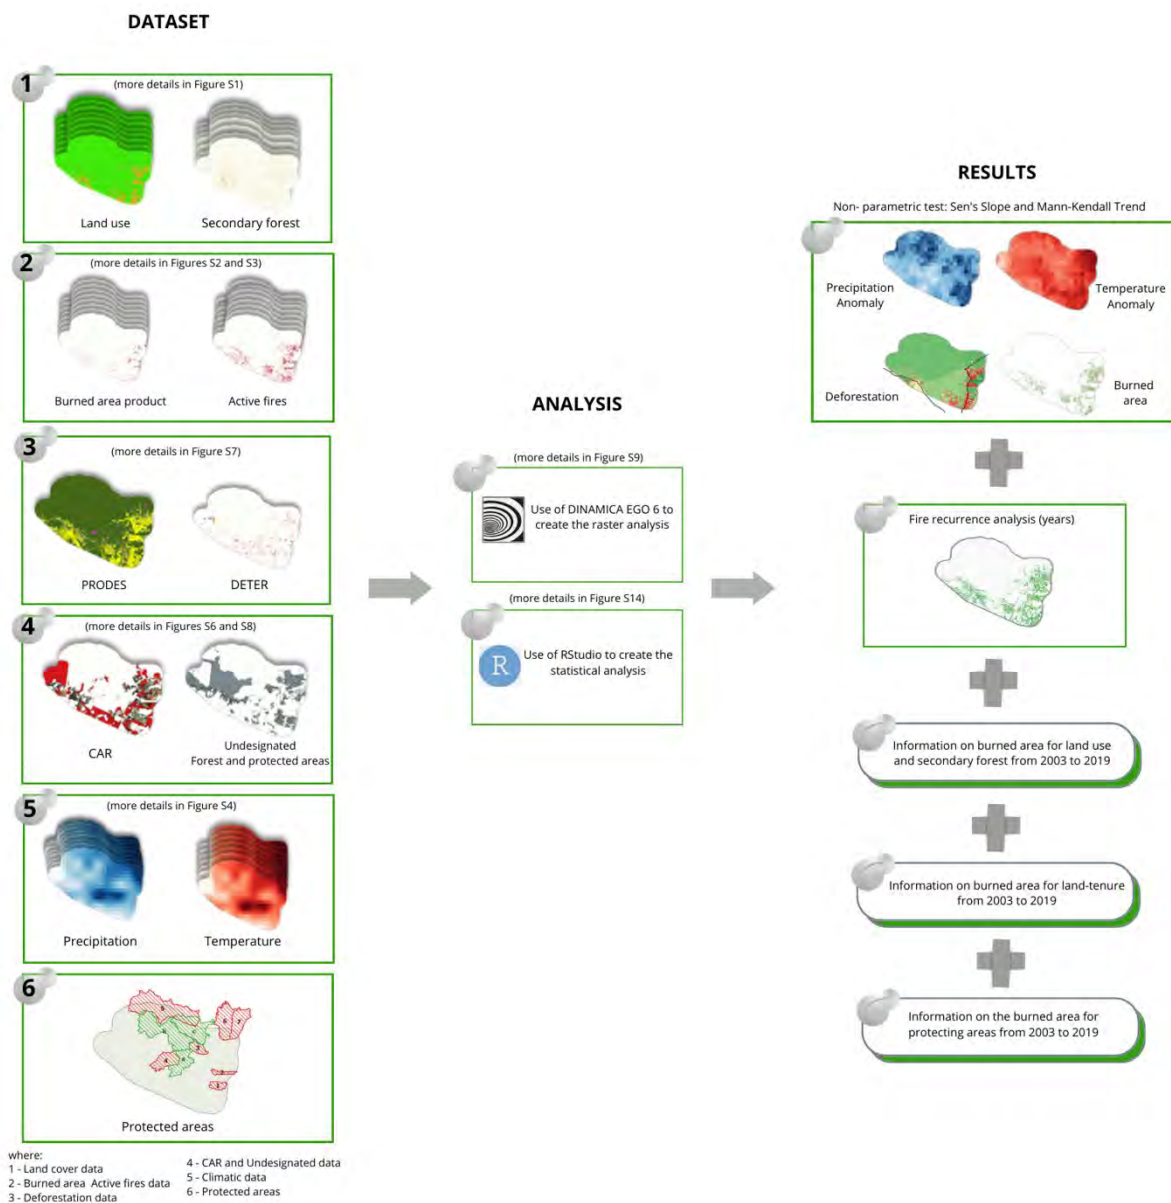 DATASET
1
(more details in Figure S1)
Land use
Secondary forest
2
(more details in Figures S2 and S3)
Burned area product
Active fires
3
(more details in Figure S7)
PRODES
DETER
4
(more details in Figures S6 and S8)
CAR
Undesignated
Forest and protected areas
5
(more details in Figure S4)
Precipitation
Temperature
6
Protected areas
where:
1 - Land cover data
2 - Burned area Active fires data
3 - Deforestation data
4 - CAR and Undesignated data
5 - Climatic data
6 - Protected areas
ANALYSIS
(more details in Figure S9)
Use of DINAMICA EGO 6 to
create the raster analysis
(more details in Figure S14)
R
Use of RStudio to create the
statistical analysis
RESULTS
Non- parametric test: Sen's Slope and Mann-Kendall Trend
Precipitation
Anomaly
Temperature
Anomaly
Deforestation
Burned
area
Fire recurrence analysis (years)
Information on burned area for land use
and secondary forest from 2003 to 2019
Information on burned area for land-tenure
from 2003 to 2019
Information on the burned area for
protecting areas from 2003 to 2019